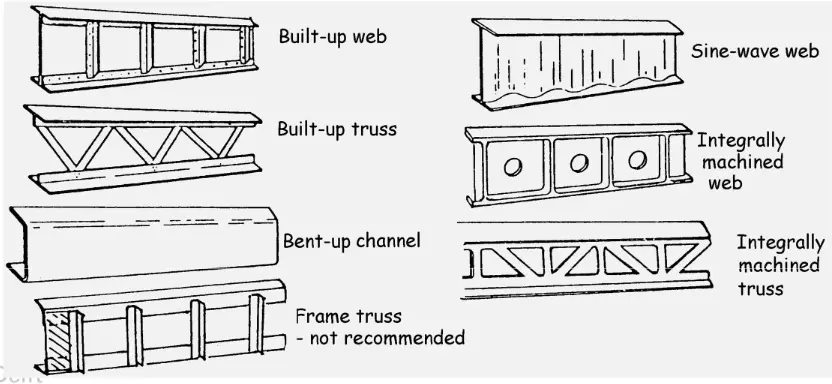 Built-up web
Built-up truss
Bent-up channel
Frame truss
- not recommended
Sine-wave web
Integrally
machined
web
Integrally
machined
truss